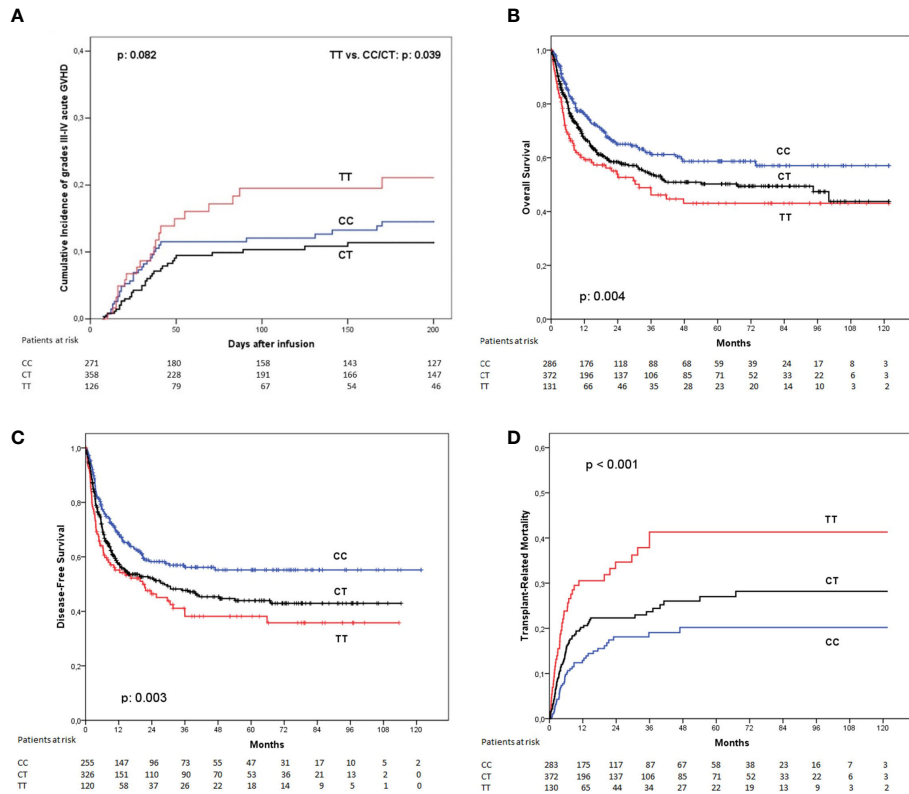 A
Cumulative Incidence of grades III-IV acute GVHD
p: 0.082 TT vs. CC/CT: p: 0.039
0,4
0,3
0,2
0,1
0,0
TT
CC
CT
0 50 100 150 200
Days after infusion
Patients at risk
CC 271 180 158 143 127
CT 358 228 191 166 147
TT 126 79 67 54 46
B
Overall Survival
1,0
0,8
0,6
0,4
0,2
0,0
CC
CT
TT
p: 0.004
0 12 24 36 48 60 72 84 96 108 120
Months
Patients at risk
CC 286 176 118 88 68 59 39 24 17 8 3
CT 372 196 137 106 85 71 52 33 22 6 3
TT 131 66 46 35 28 23 20 14 10 3 2
C
Disease-Free Survival
1,0
0,8
0,6
0,4
0,2
0,0
CC
CT
TT
p: 0.003
0 12 24 36 48 60 72 84 96 108 120
Months
Patients at risk
CC 255 147 96 73 55 47 31 17 10 5 2
CT 326 151 110 90 70 53 36 21 13 2 0
TT 120 58 37 26 22 18 14 9 5 1 0
D
Transplant-Related Mortality
0,6
0,5
0,4
0,3
0,2
0,1
0,0
p < 0.001
TT
CT
CC
0 12 24 36 48 60 72 84 96 108 120
Months
Patients at risk
CC 283 175 117 87 67 58 38 23 16 7 3
CT 372 196 137 106 85 71 52 33 22 6 3
TT 130 65 44 34 27 22 19 13 9 3 2